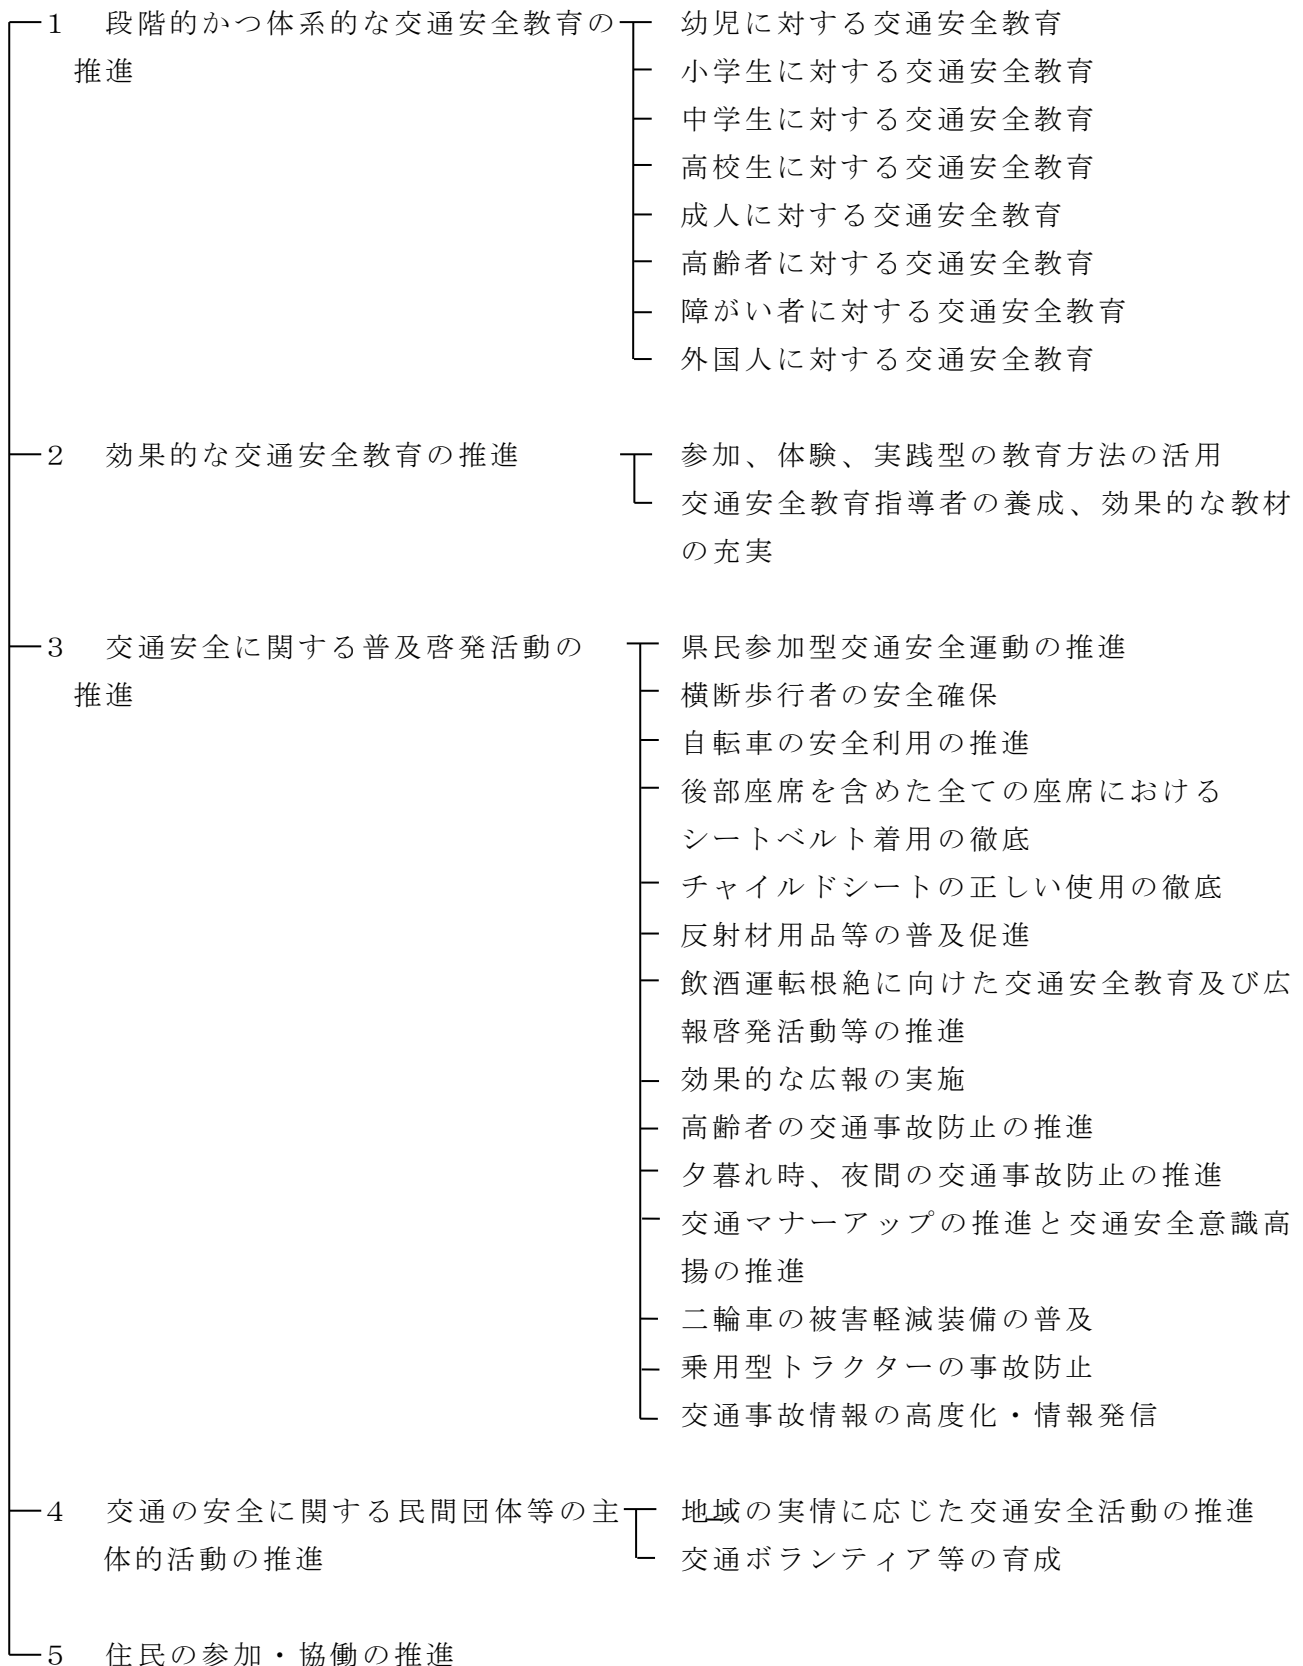 1　段階的かつ体系的な交通安全教育の
推進
幼児に対する交通安全教育
小学生に対する交通安全教育
中学生に対する交通安全教育
高校生に対する交通安全教育
成人に対する交通安全教育
高齢者に対する交通安全教育
障がい者に対する交通安全教育
外国人に対する交通安全教育
2　効果的な交通安全教育の推進
参加、体験、実践型の教育方法の活用
交通安全教育指導者の養成、効果的な教材
の充実
3　交通安全に関する普及啓発活動の
推進
県民参加型交通安全運動の推進
横断歩行者の安全確保
自転車の安全利用の推進
後部座席を含めた全ての座席における
シートベルト着用の徹底
チャイルドシートの正しい使用の徹底
反射材用品等の普及促進
飲酒運転根絶に向けた交通安全教育及び広
報啓発活動等の推進
効果的な広報の実施
高齢者の交通事故防止の推進
夕暮れ時、夜間の交通事故防止の推進
交通マナーアップの推進と交通安全意識高
揚の推進
二輪車の被害軽減装備の普及
乗用型トラクターの事故防止
交通事故情報の高度化・情報発信
4　交通の安全に関する民間団体等の主
体的活動の推進
地域の実情に応じた交通安全活動の推進
交通ボランティア等の育成
5　住民の参加・協働の推進